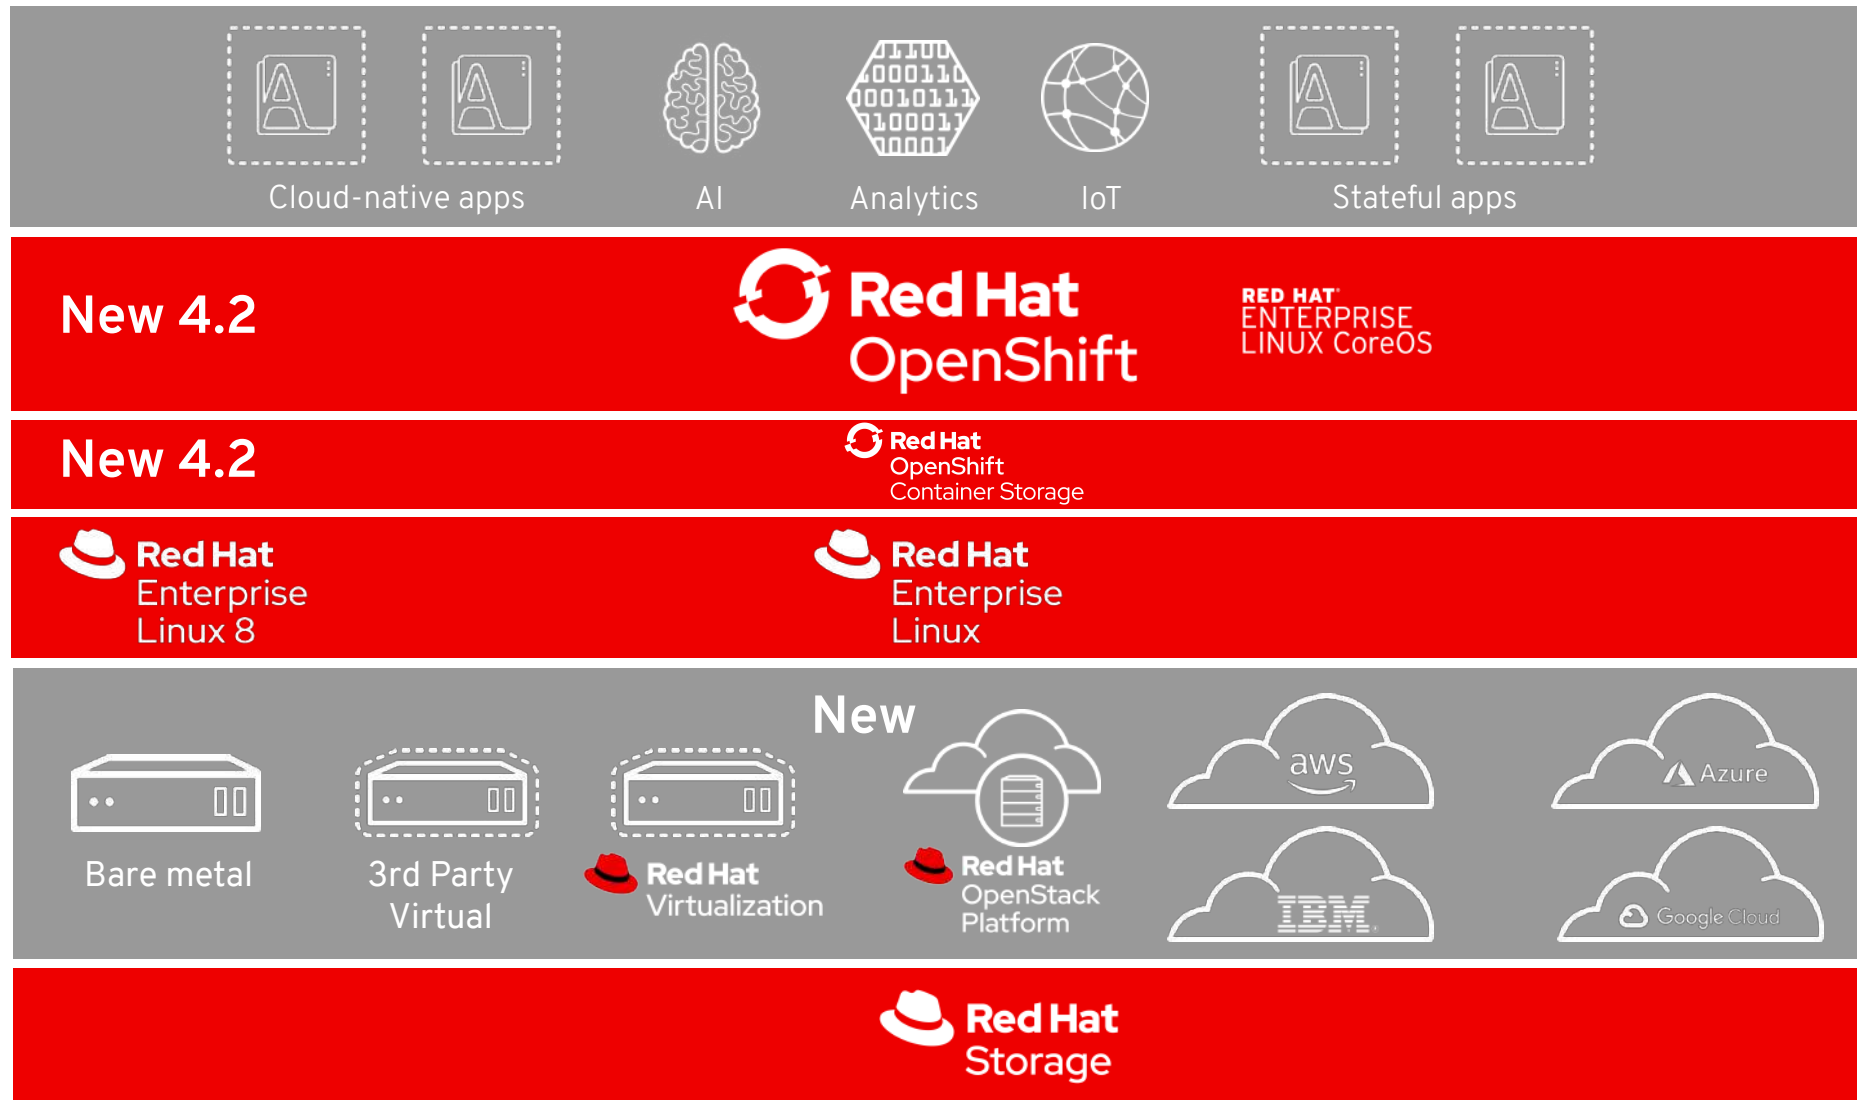 Cloud-native apps
AI
Analytics
IoT
Stateful apps
New 4.2
Red Hat
OpenShift
RED HAT®
ENTERPRISE
LINUX CoreOS
New 4.2
Red Hat
OpenShift
Container Storage
Red Hat
Enterprise
Linux 8
Red Hat
Enterprise
Linux
New
Bare metal
3rd Party
Virtual
Red Hat
Virtualization
Red Hat
OpenStack
Platform
aws
Azure
IBM®
Google Cloud
Red Hat
Storage